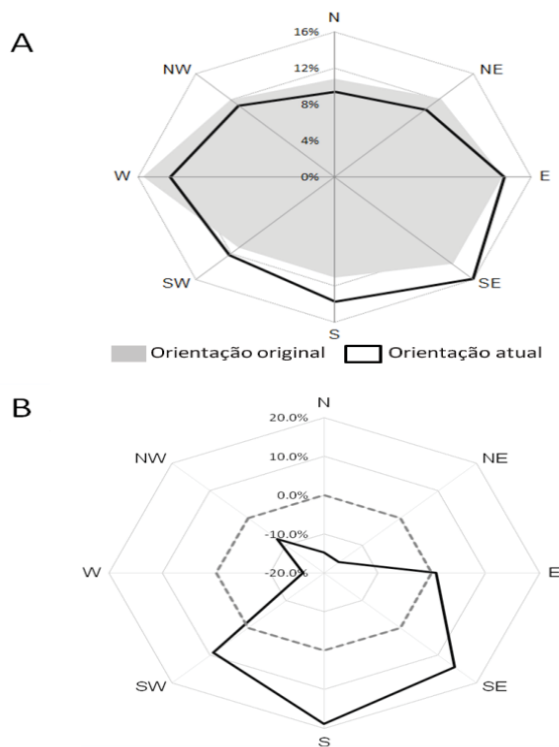 A
N
16%
NW
12%
NE
8%
4%
W
0%
E
SW
SE
S
Orientação original
Orientação atual
B
N
20.0%
NW
10.0%
NE
0.0%
-10.0%
W
-20.0%
E
SW
SE
S